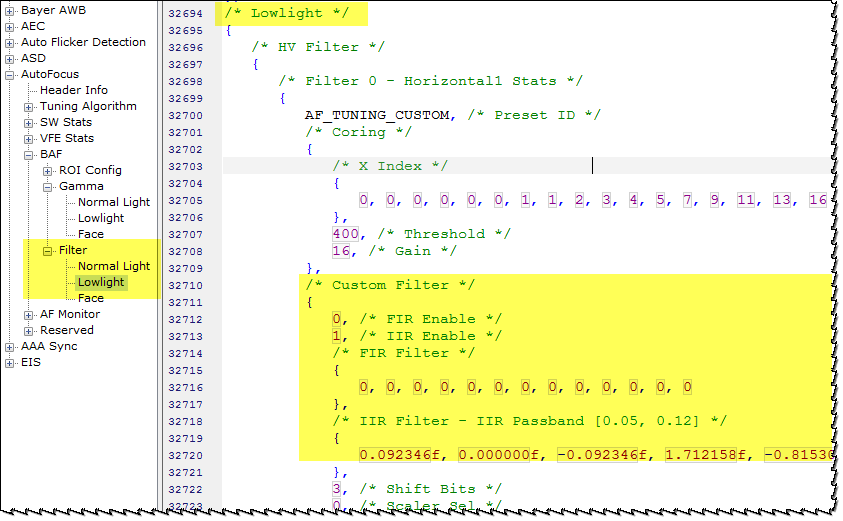 Bayer AWB
AEC
Auto Flicker Detection
ASD
AutoFocus
Header Info
Tuning Algorithm
SW Stats
VFE Stats
BAF
ROI Config
Gamma
Normal Light
Lowlight
Face
Filter
Normal Light
Lowlight
Face
AF Monitor
Reserved
AAA Sync
EIS
32694 /* Lowlight */
32695 {
32696 /* HV Filter */
32697 {
32698 /* Filter 0 - Horizontal1 Stats */
32699 {
32700 AF_TUNING_CUSTOM, /* Preset ID */
32701 /* Coring */
32702 {
32703 /* X Index */
32704 {
32705 0, 0, 0, 0, 0, 0, 1, 1, 2, 3, 4, 5, 7, 9, 11, 13, 16
32706 },
32707 400, /* Threshold */
32708 16, /* Gain */
32709 },
32710 /* Custom Filter */
32711 {
32712 0, /* FIR Enable */
32713 1, /* IIR Enable */
32714 /* FIR Filter */
32715 {
32716 0, 0, 0, 0, 0, 0, 0, 0, 0, 0, 0, 0, 0
32717 },
32718 /* IIR Filter - IIR Passband [0.05, 0.12] */
32719 {
32720 0.092346f, 0.000000f, -0.092346f, 1.712158f, -0.81530
32721 },
32722 3, /* Shift Bits */
32723 0, /* Scaler Sel */